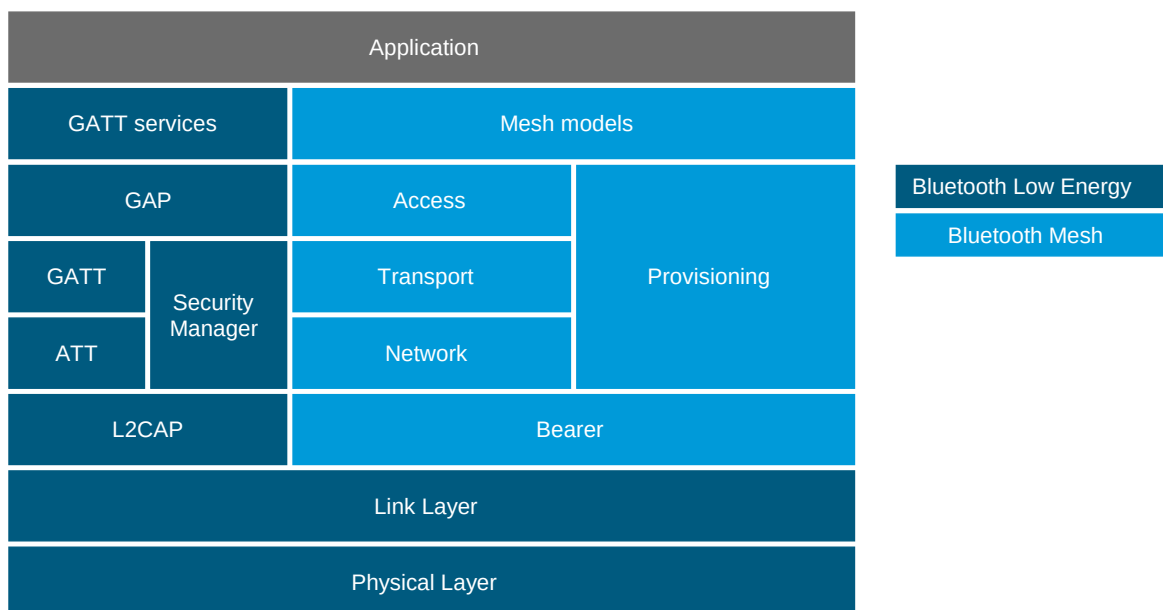 Application
GATT services
Mesh models
GAP
Access
Bluetooth Low Energy
Bluetooth Mesh
GATT
Security
Manager
Transport
Provisioning
ATT
Network
L2CAP
Bearer
Link Layer
Physical Layer